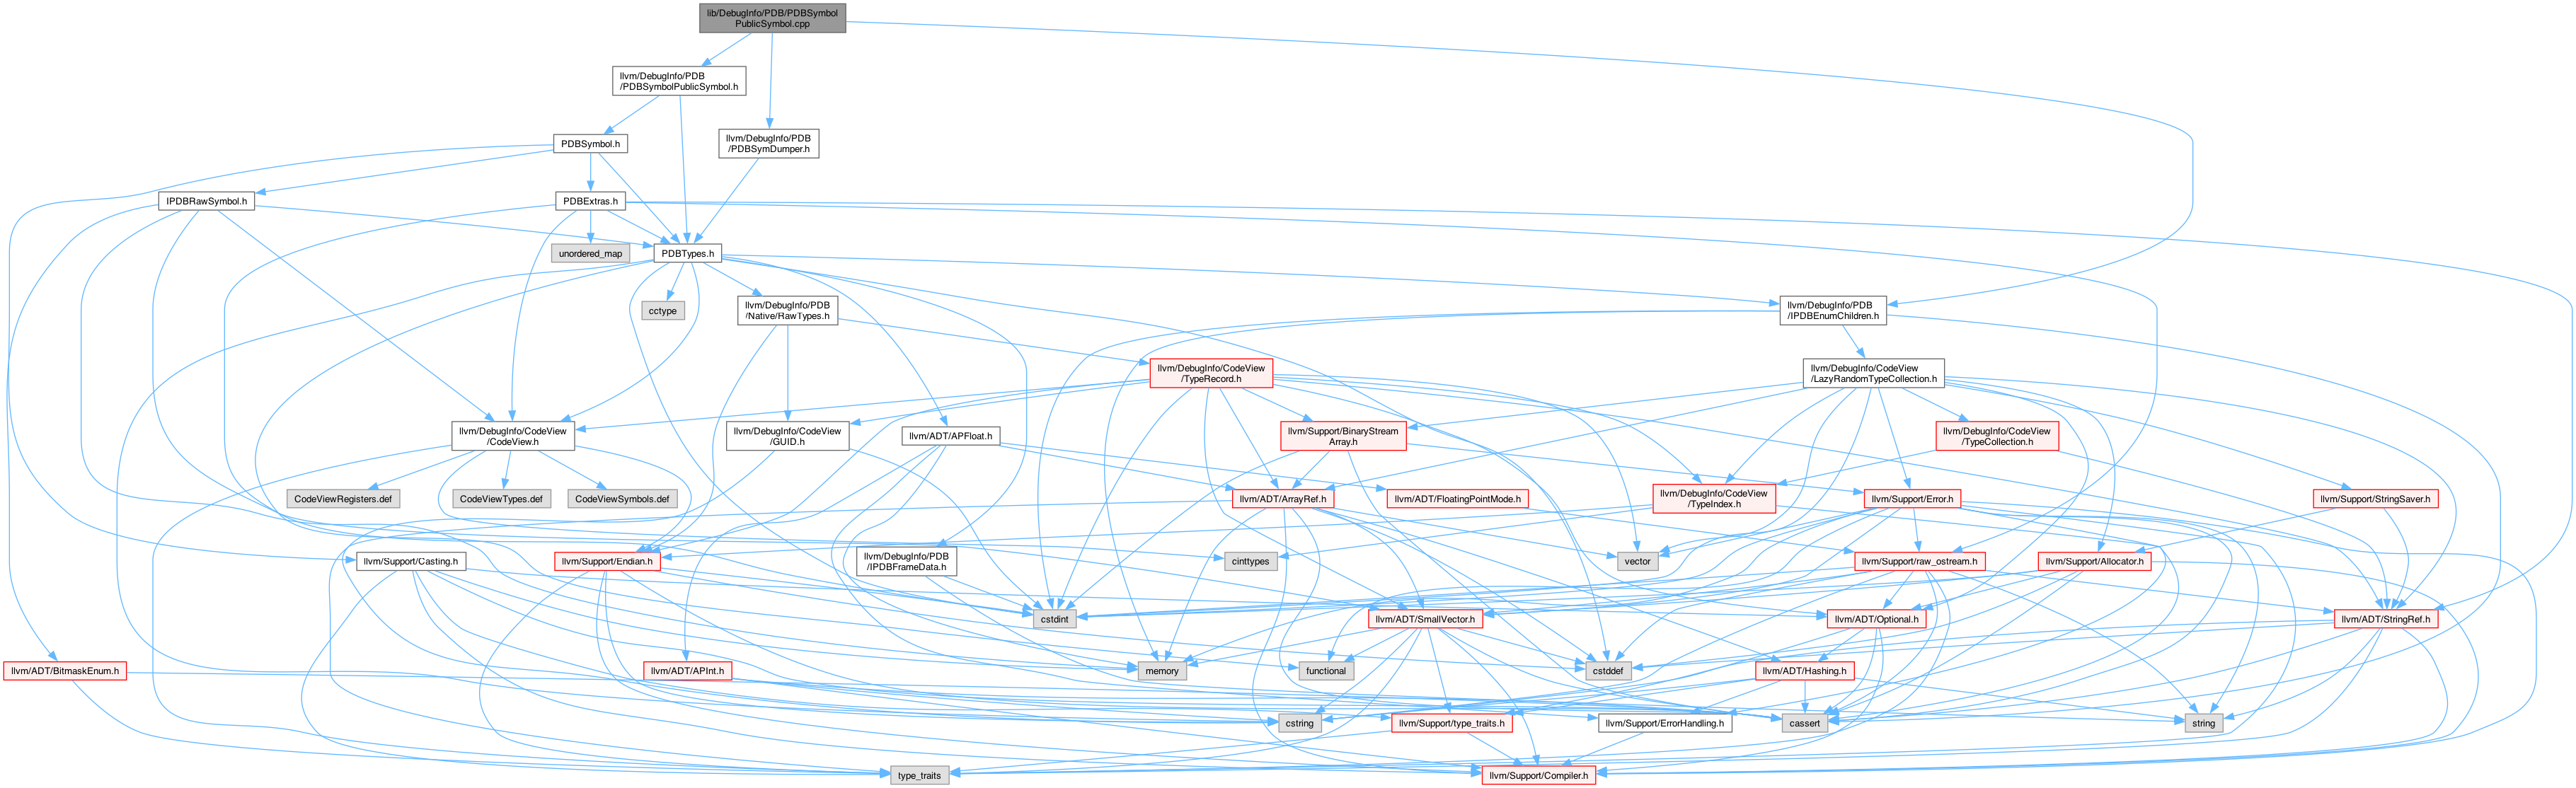 lib/DebugInfo/PDB/PDBSymbol
PublicSymbol.cpp
llvm/DebugInfo/PDB
/PDBSymbolPublicSymbol.h
PDBSymbol.h
llvm/DebugInfo/PDB
/PDBSymDumper.h
IPDBRawSymbol.h
PDBExtras.h
unordered_map
PDBTypes.h
cctype
llvm/DebugInfo/PDB
/Native/RawTypes.h
llvm/DebugInfo/PDB
/IPDBEnumChildren.h
llvm/DebugInfo/CodeView
/TypeRecord.h
llvm/DebugInfo/CodeView
/LazyRandomTypeCollection.h
llvm/DebugInfo/CodeView
/CodeView.h
llvm/DebugInfo/CodeView
/GUID.h
llvm/ADT/APFloat.h
llvm/Support/BinaryStream
Array.h
llvm/DebugInfo/CodeView
/TypeCollection.h
CodeViewRegisters.def
CodeViewTypes.def
CodeViewSymbols.def
llvm/ADT/ArrayRef.h
llvm/ADT/FloatingPointMode.h
llvm/DebugInfo/CodeView
/TypeIndex.h
llvm/Support/Error.h
llvm/Support/StringSaver.h
llvm/Support/Casting.h
llvm/Support/Endian.h
llvm/DebugInfo/PDB
/IPDBFrameData.h
cinttypes
vector
llvm/Support/raw_ostream.h
llvm/Support/Allocator.h
cstdint
llvm/ADT/SmallVector.h
llvm/ADT/Optional.h
llvm/ADT/StringRef.h
llvm/ADT/BitmaskEnum.h
llvm/ADT/APInt.h
memory
functional
cstddef
llvm/ADT/Hashing.h
cstring
llvm/Support/type_traits.h
llvm/Support/ErrorHandling.h
cassert
string
type_traits
llvm/Support/Compiler.h